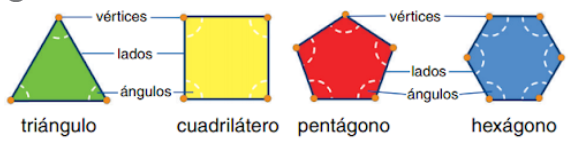 vértices
lados
ángulos
vértices
lados
ángulos
triángulo
cuadrilátero
pentágono
hexágono